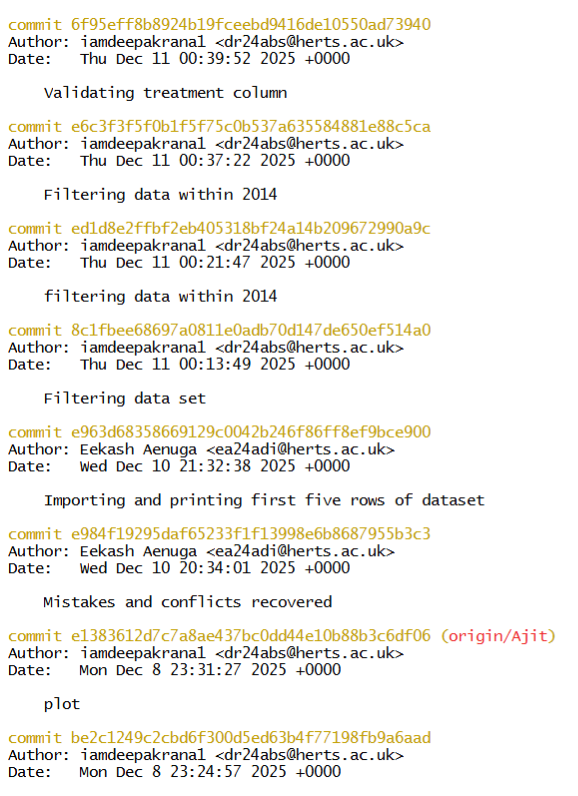 commit 6f95eff8b8924b19fceebd9416de10550ad73940
Author: iamdeepakrana1 <dr24abs@herts.ac.uk>
Date:   Thu Dec 11 00:39:52 2025 +0000
Validating treatment column
commit e6c3f3f5f0b1f5f75c0b537a635584881e88c5ca
Author: iamdeepakrana1 <dr24abs@herts.ac.uk>
Date:   Thu Dec 11 00:37:22 2025 +0000
Filtering data within 2014
commit ed1d8e2ffbf2eb405318bf24a14b209672990a9c
Author: iamdeepakrana1 <dr24abs@herts.ac.uk>
Date:   Thu Dec 11 00:21:47 2025 +0000
filtering data within 2014
commit 8c1fbee68697a0811e0adb70d147de650ef514a0
Author: iamdeepakrana1 <dr24abs@herts.ac.uk>
Date:   Thu Dec 11 00:13:49 2025 +0000
Filtering data set
commit e963d68358669129c0042b246f86ff8ef9bce900
Author: Eekash Aenuga <ea24adi@herts.ac.uk>
Date:   Wed Dec 10 21:32:38 2025 +0000
Importing and printing first five rows of dataset
commit e984f19295daf65233f1f13998e6b8687955b3c3
Author: Eekash Aenuga <ea24adi@herts.ac.uk>
Date:   Wed Dec 10 20:34:01 2025 +0000
Mistakes and conflicts recovered
commit e1383612d7c7a8ae437bc0dd44e10b88b3c6df06 (origin/Ajit)
Author: iamdeepakrana1 <dr24abs@herts.ac.uk>
Date:   Mon Dec 8 23:31:27 2025 +0000
plot
commit be2c1249c2cbd6f300d5ed63b4f77198fb9a6aad
Author: iamdeepakrana1 <dr24abs@herts.ac.uk>
Date:   Mon Dec 8 23:24:57 2025 +0000